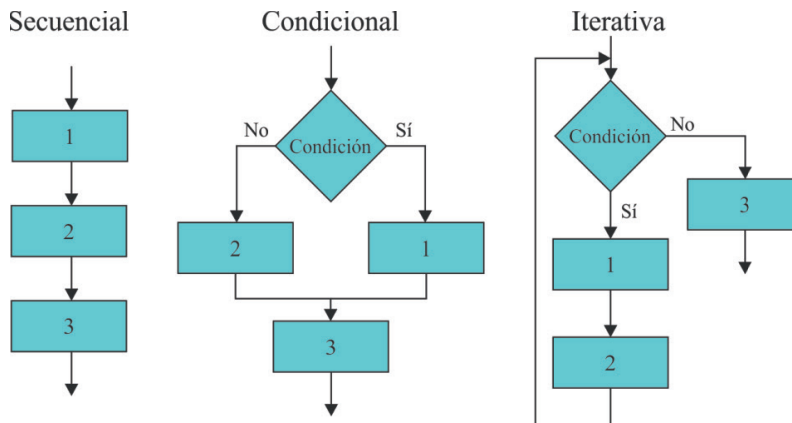 Secuencial
1
2
3
Condicional
Condición
No
Sí
2
1
3
Iterativa
Condición
No
Sí
3
1
2